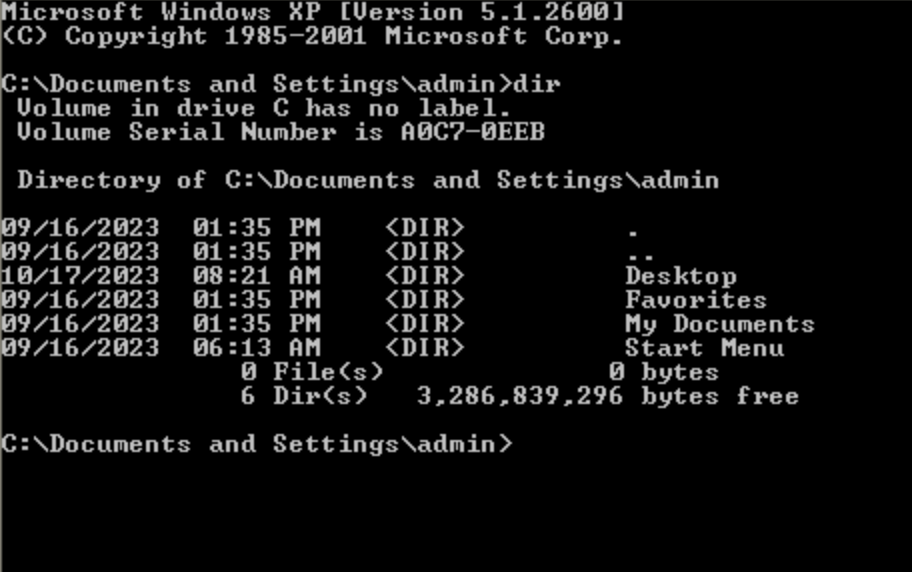 Microsoft Windows XP [Version 5.1.2600]
(C) Copyright 1985-2001 Microsoft Corp.
C:\Documents and Settings\admin>dir
 Volume in drive C has no label.
 Volume Serial Number is A0C7-0EEB
 Directory of C:\Documents and Settings\admin
09/16/2023  01:35 PM    <DIR>          .
09/16/2023  01:35 PM    <DIR>          ..
10/17/2023  08:21 AM    <DIR>          Desktop
09/16/2023  01:35 PM    <DIR>          Favorites
09/16/2023  01:35 PM    <DIR>          My Documents
09/16/2023  06:13 AM    <DIR>          Start Menu
               0 File(s)              0 bytes
               6 Dir(s)   3,286,839,296 bytes free
C:\Documents and Settings\admin>